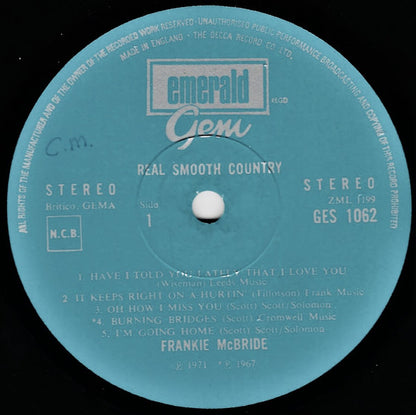 ALL RIGHTS OF THE MANUFACTURER AND OF THE OWNER OF THE RECORDED WORK RESERVED · UNAUTHORISED PUBLIC PERFORMANCE BROADCASTING AND COPYING OF THIS RECORD PROHIBITED
MADE IN ENGLAND · THE DECCA RECORD CO. LTD.
emerald
REGD
Gem
C.M.
REAL SMOOTH COUNTRY
STEREO STEREO
Britico, GEMA Side ZML 1199
1 GES 1062
N.C.B.
1. HAVE I TOLD YOU LATELY THAT I LOVE YOU
(Wiseman) Leeds Music
2. IT KEEPS RIGHT ON A HURTIN' (Tillotson) Frank Music
3. OH HOW I MISS YOU (Scott) Scott/Solomon
*4. BURNING BRIDGES (Scott) Cromwell Music
5. I'M GOING HOME (Scott) Scott/Solomon
FRANKIE McBRIDE
℗ 1971 *℗ 1967